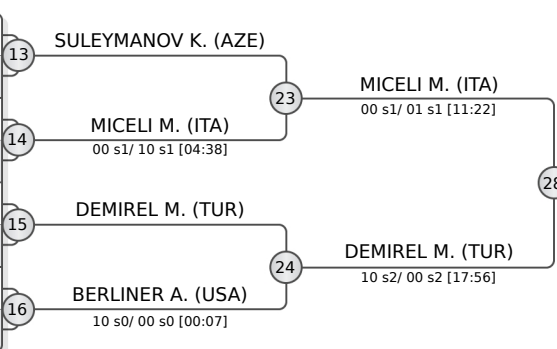 13
SULEYMANOV K. (AZE)
23
MICELI M. (ITA)
00 s1/ 01 s1 [11:22]
14
MICELI M. (ITA)
00 s1/ 10 s1 [04:38]
28
15
DEMIREL M. (TUR)
24
DEMIREL M. (TUR)
10 s2/ 00 s2 [17:56]
16
BERLINER A. (USA)
10 s0/ 00 s0 [00:07]